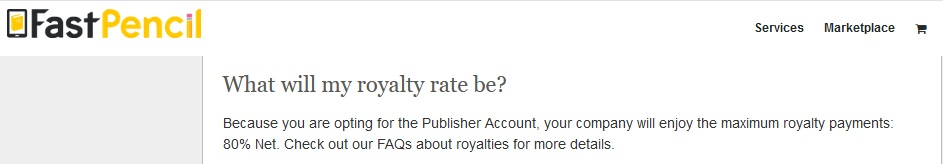 FastPencil
Services Marketplace
What will my royalty rate be?
Because you are opting for the Publisher Account, your company will enjoy the maximum royalty payments:
80% Net. Check out our FAQs about royalties for more details.